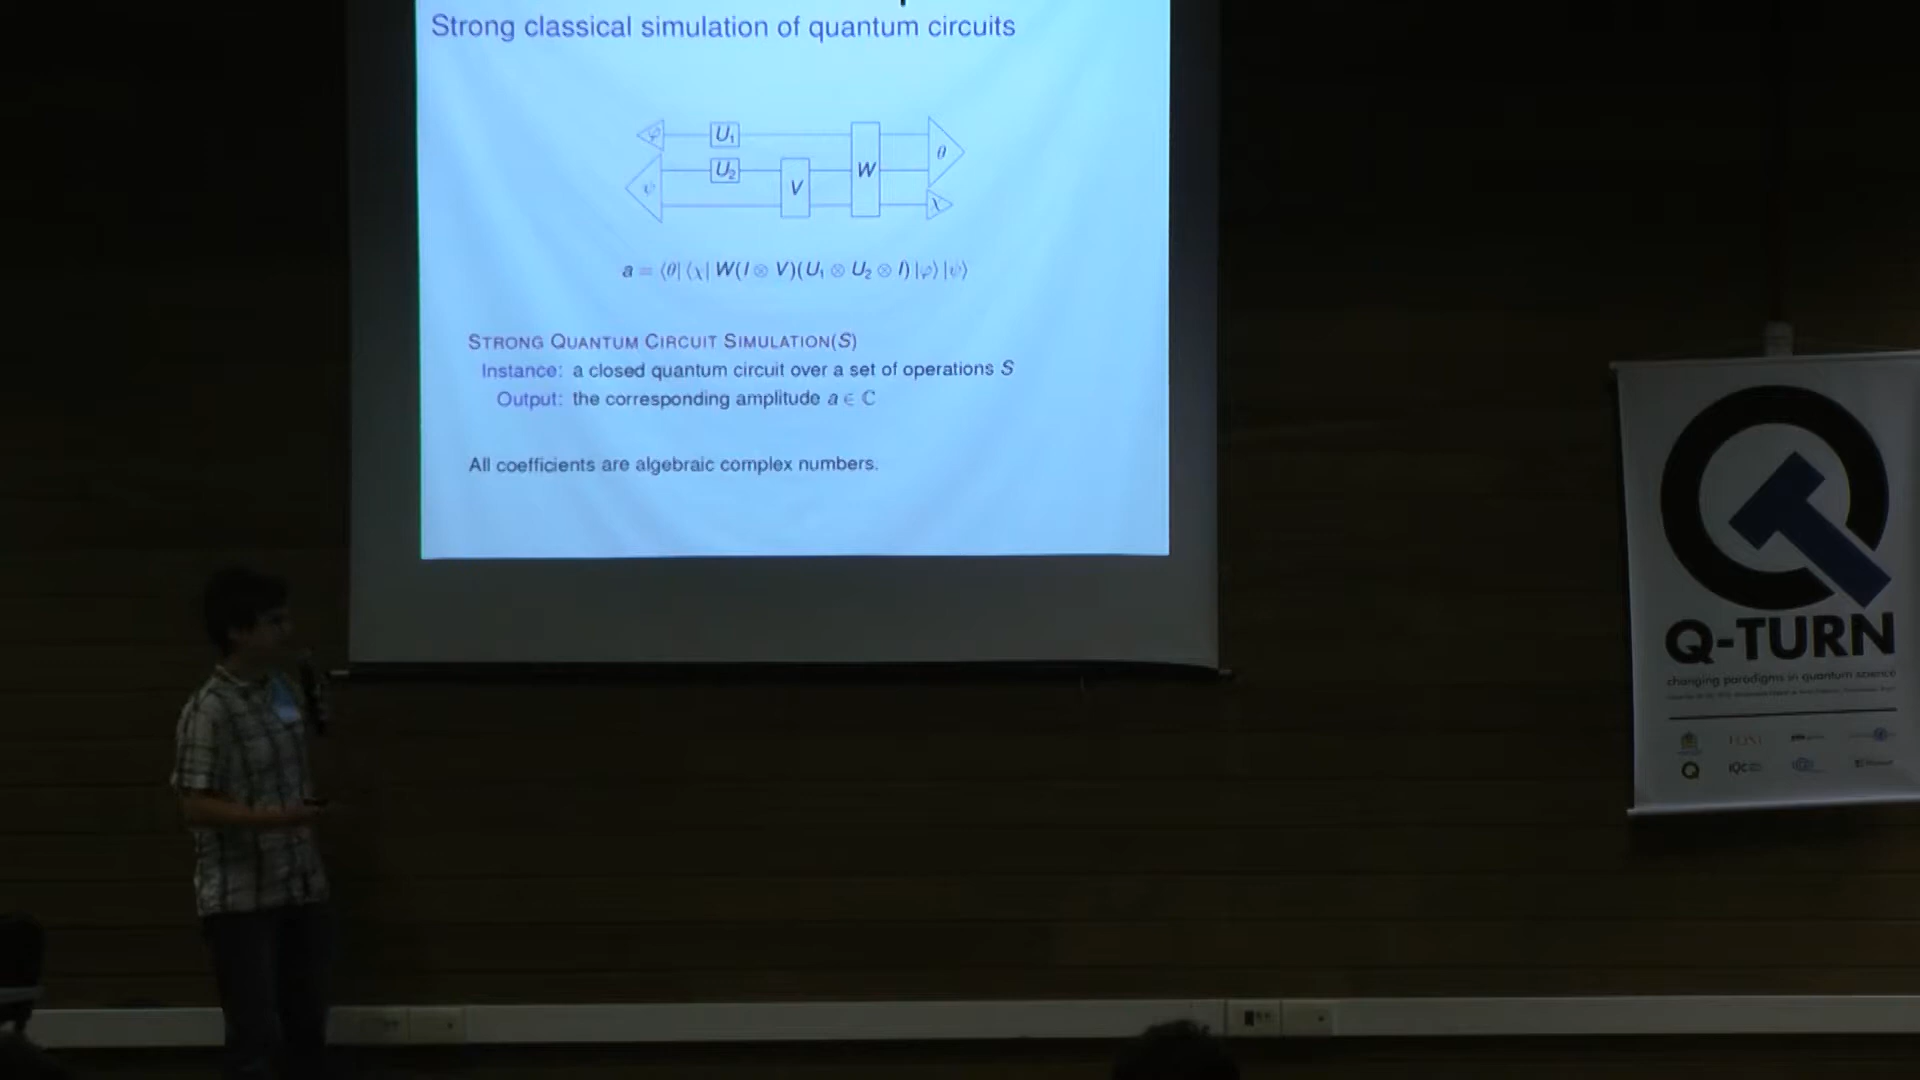 Strong classical simulation of quantum circuits
φ
U₁
θ
U₂
W
ψ
V
χ
a = ⟨θ| ⟨χ| W(I ⊗ V)(U₁ ⊗ U₂ ⊗ I) |φ⟩ |ψ⟩
STRONG QUANTUM CIRCUIT SIMULATION(S)
Instance: a closed quantum circuit over a set of operations S
Output: the corresponding amplitude a ∈ ℂ
All coefficients are algebraic complex numbers.
Q-TURN
changing paradigms in quantum science
IQC